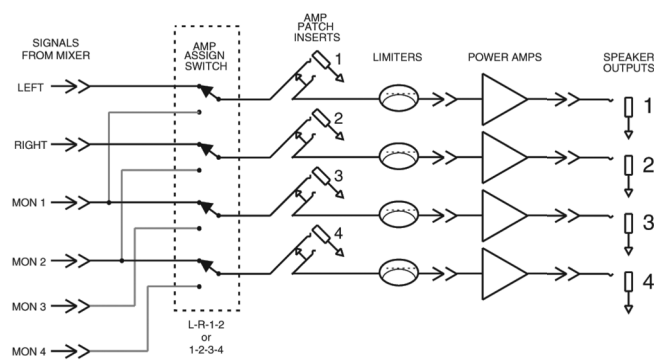 SIGNALS
FROM MIXER
AMP
ASSIGN
SWITCH
AMP
PATCH
INSERTS
LIMITERS
POWER AMPS
SPEAKER
OUTPUTS
LEFT
1
1
RIGHT
2
2
MON 1
3
3
MON 2
4
4
MON 3
MON 4
L-R-1-2
or
1-2-3-4